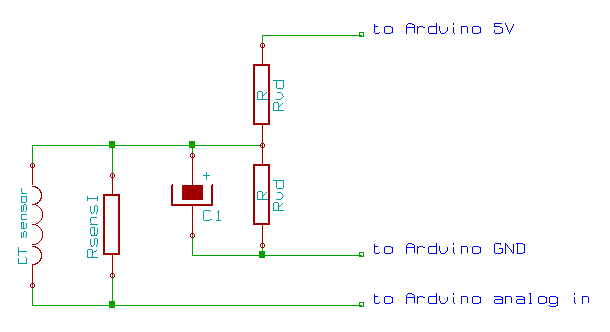 to Arduino 5V
R
Rvd
R
Rvd
CT sensor
RsensI
+
C1
to Arduino GND
to Arduino analog in